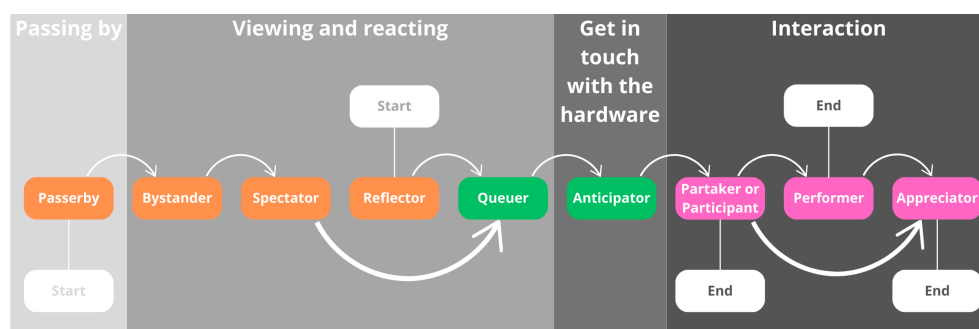 Passing by
Viewing and reacting
Get in
touch
with the
hardware
Interaction
Start
End
Passerby
Bystander
Spectator
Reflector
Queuer
Anticipator
Partaker or
Participant
Performer
Appreciator
Start
End
End